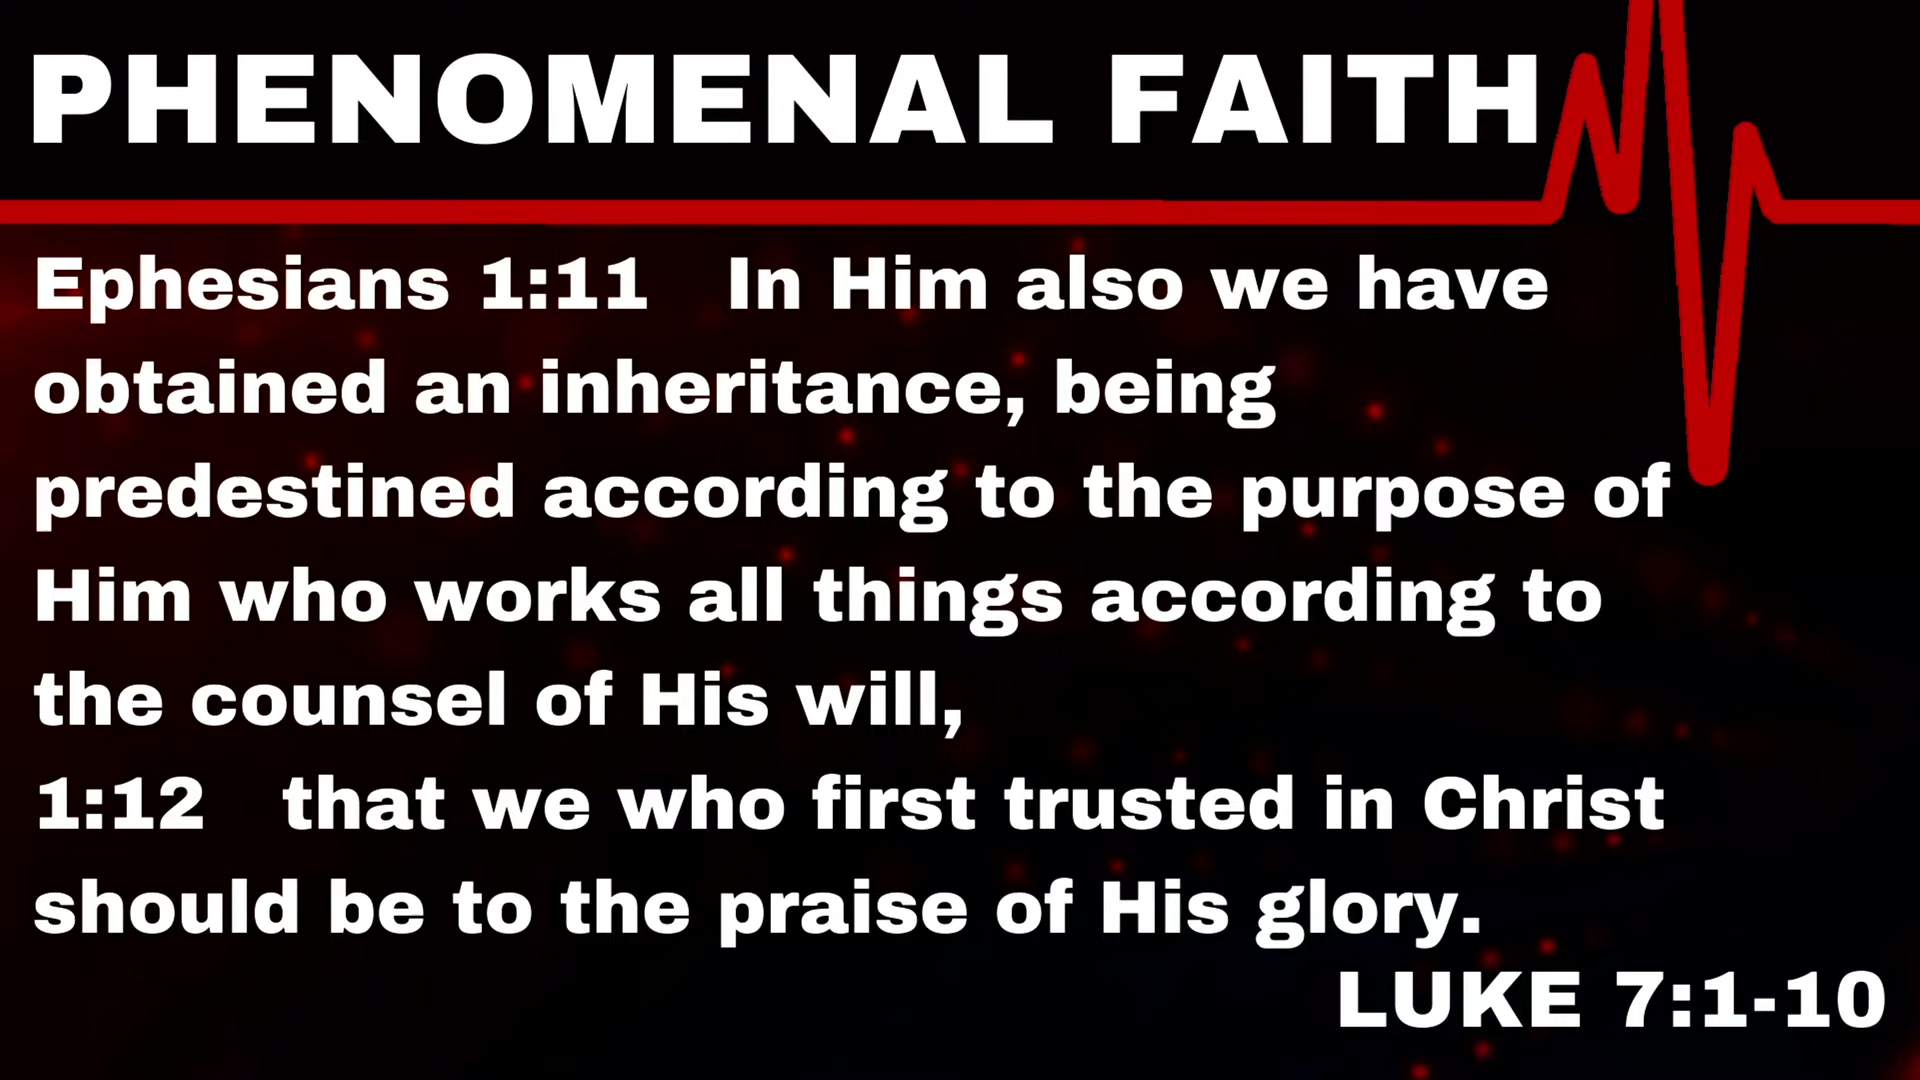 PHENOMENAL FAITH
Ephesians 1:11 In Him also we have
obtained an inheritance, being
predestined according to the purpose of
Him who works all things according to
the counsel of His will,
1:12 that we who first trusted in Christ
should be to the praise of His glory.
LUKE 7:1-10